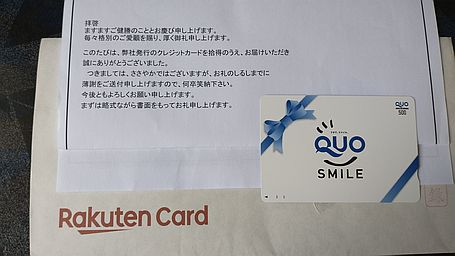 拝啓
ますますご健勝のこととお慶び申し上げます。
毎々格別のご愛顧を賜り、厚く御礼申し上げます。
このたびは、弊社発行のクレジットカードを拾得のうえ、お届けいただき
誠にありがとうございました。
つきましては、ささやかではございますが、お礼のしるしまでに
薄謝をご送付申しますので、何卒笑納下さい。
今後ともよろしくお願い申し上げます。
まずは略式ながら書面をもってお礼申し上げます。
QUO
500
QUO
SMILE
Rakuten Card